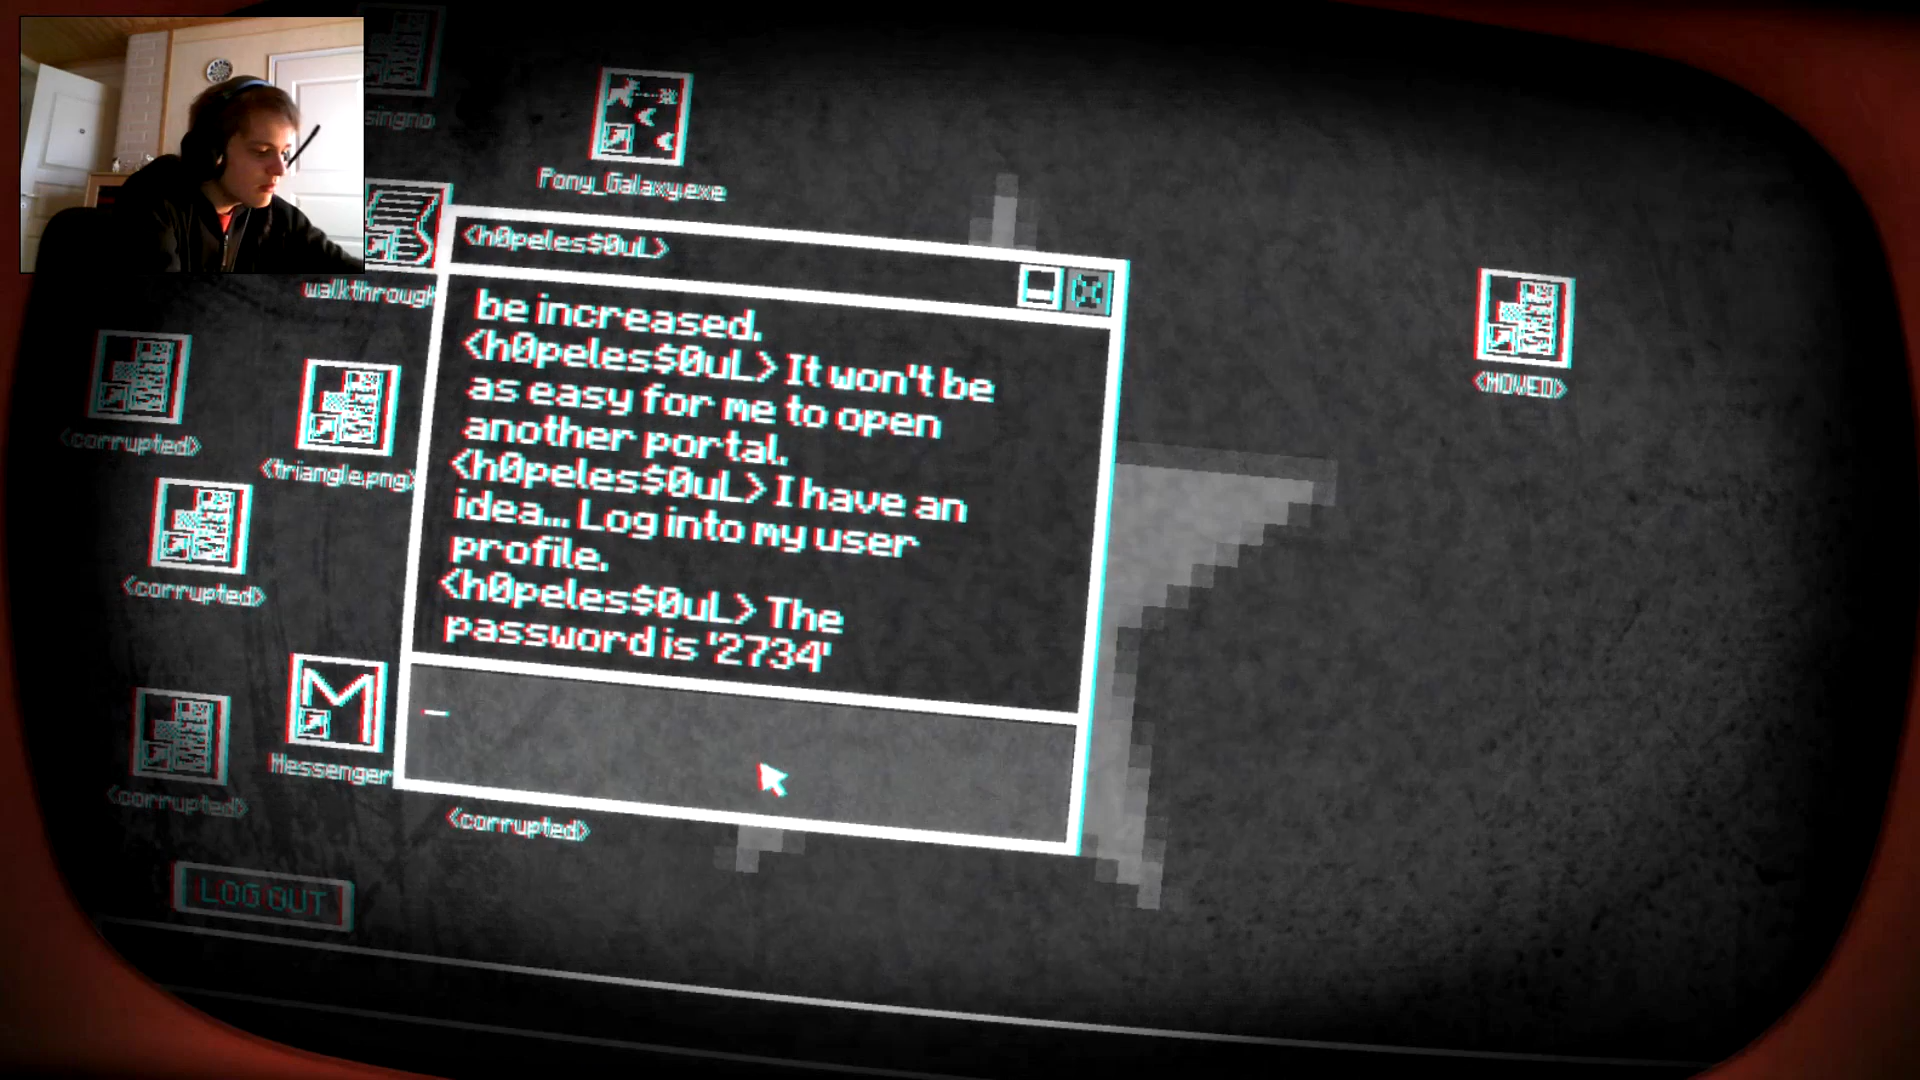 singno
Pony_Galaxy.exe
<h0peles$0uL>
walkthrough
be increased.
<h0peles$0uL> It won't be
as easy for me to open
another portal.
<h0peles$0uL> I have an
idea... Log into my user
profile.
<h0peles$0uL> The
password is '2734'
<MOVED>
<corrupted>
<triangle.png>
<corrupted>
Messenger
<corrupted>
<corrupted>
LOG OUT